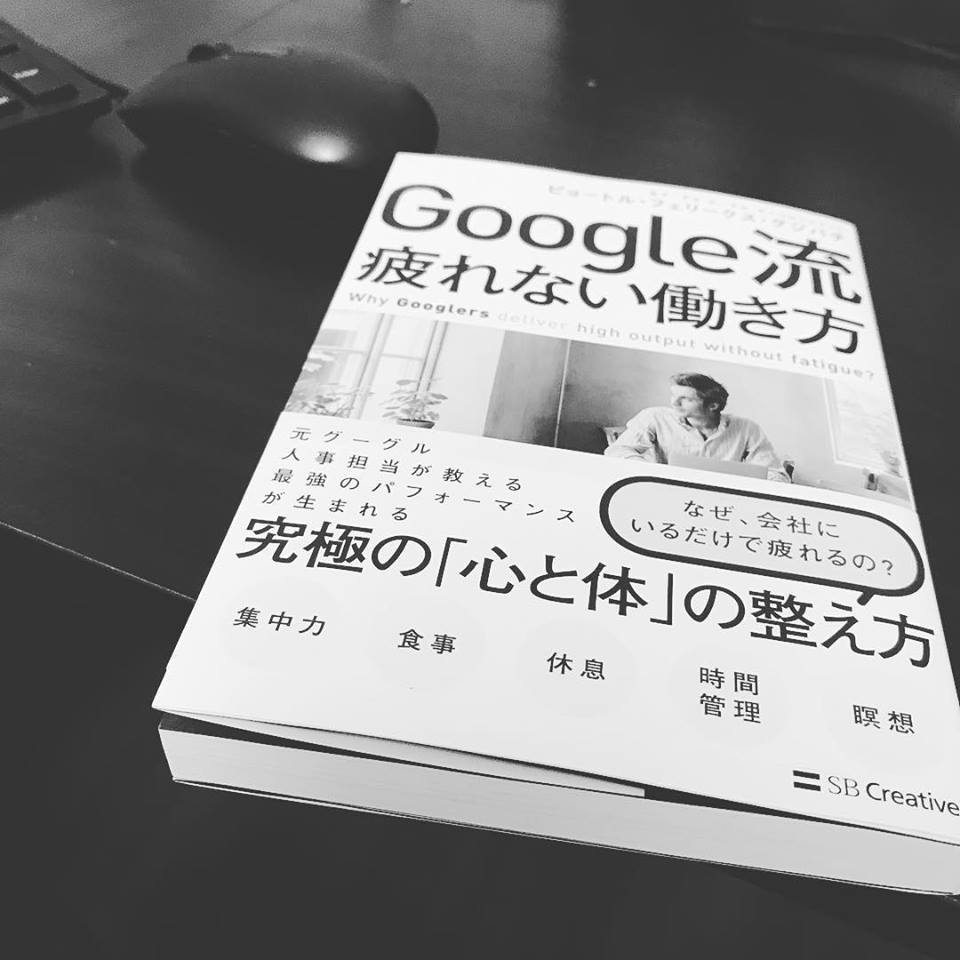 ピョートル・フェリークス・グジバチ
Google流
疲れない働き方
Why Googlers deliver high output without fatigue?
元グーグル
人事担当が教える
最強のパフォーマンス
が生まれる
なぜ、会社に
いるだけで疲れるの?
究極の「心と体」の整え方
集中力
食事
休息
時間
管理
瞑想
SB Creative